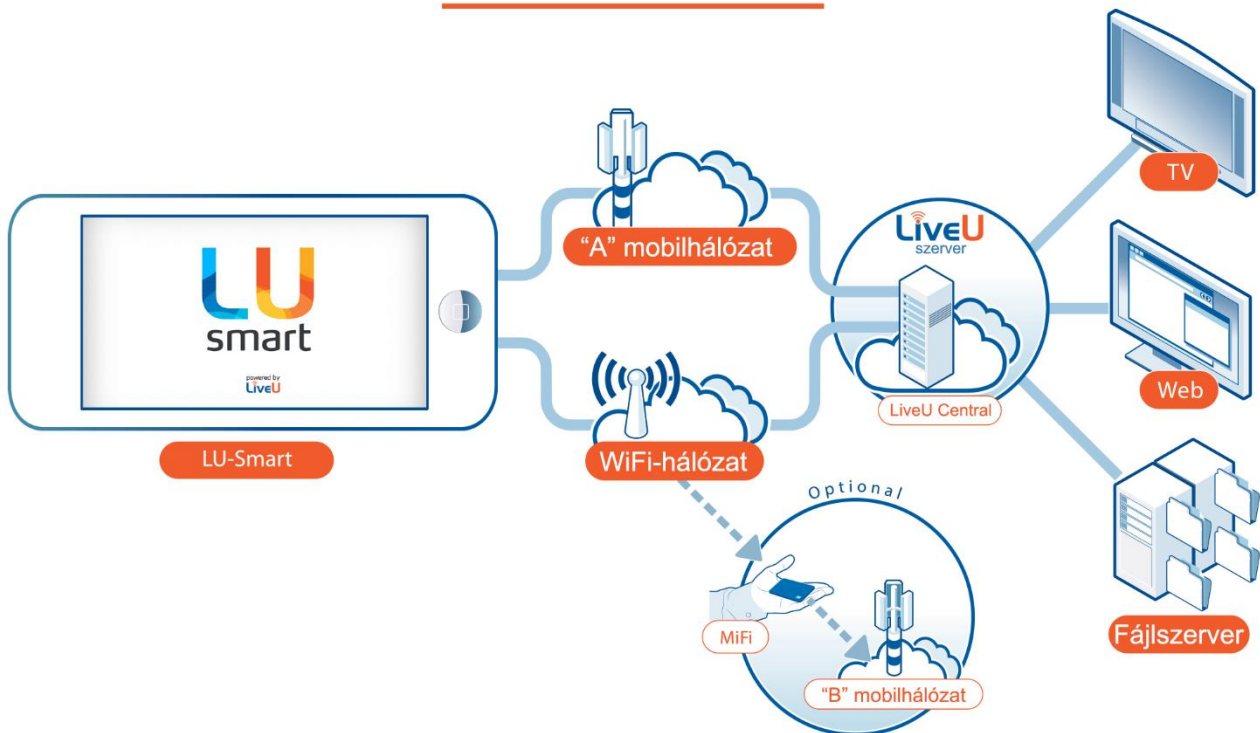 LU
smart
powered by
LiveU
LU-Smart
"A" mobilhálózat
WiFi-hálózat
Optional
MiFi
"B" mobilhálózat
LiveU
szerver
LiveU Central
TV
Web
Fájlszerver